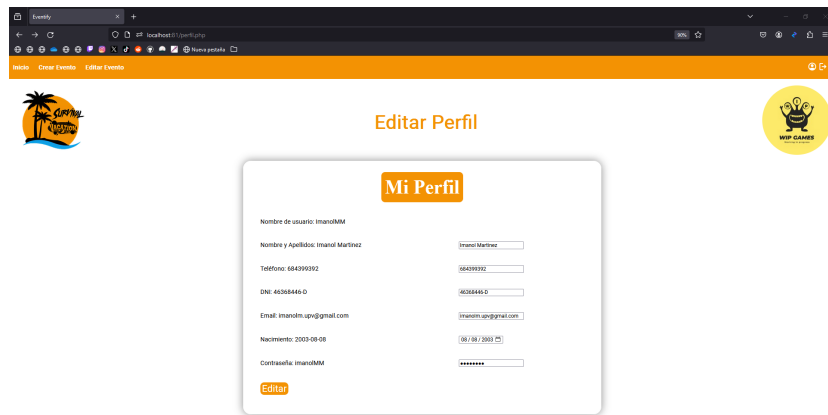 Eventify
localhost:81/perfil.php
90%
Nueva pestaña
Inicio Crear Evento Editar Evento
SURVIVAL
VACATION
Editar Perfil
WIP GAMES
Mi Perfil
Nombre de usuario: ImanolMM
Nombre y Apellidos: Imanol Martinez Imanol Martinez
Teléfono: 684399392 684399392
DNI: 46368446-D 46368446-D
Email: imanolm.upv@gmail.com imanolm.upv@gmail.com
Nacimiento: 2003-08-08 08 / 08 / 2003
Contraseña: imanolMM ••••••••
Editar